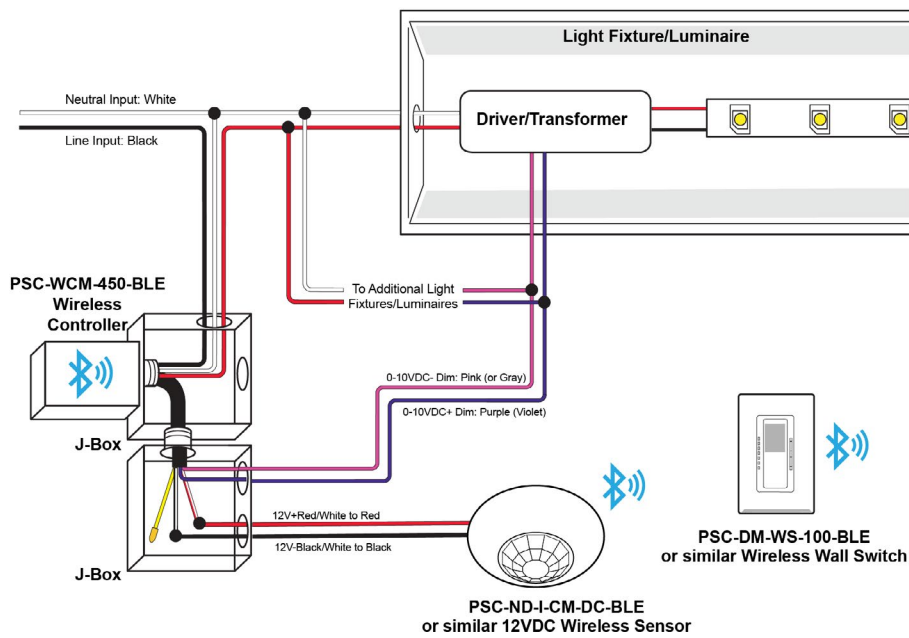 Light Fixture/Luminaire
Neutral Input: White
Driver/Transformer
Line Input: Black
PSC-WCM-450-BLE
Wireless
Controller
To Additional Light
Fixtures/Luminaires
0-10VDC- Dim: Pink (or Gray)
0-10VDC+ Dim: Purple (Violet)
J-Box
12V+Red/White to Red
12V-Black/White to Black
J-Box
PSC-DM-WS-100-BLE
or similar Wireless Wall Switch
PSC-ND-I-CM-DC-BLE
or similar 12VDC Wireless Sensor